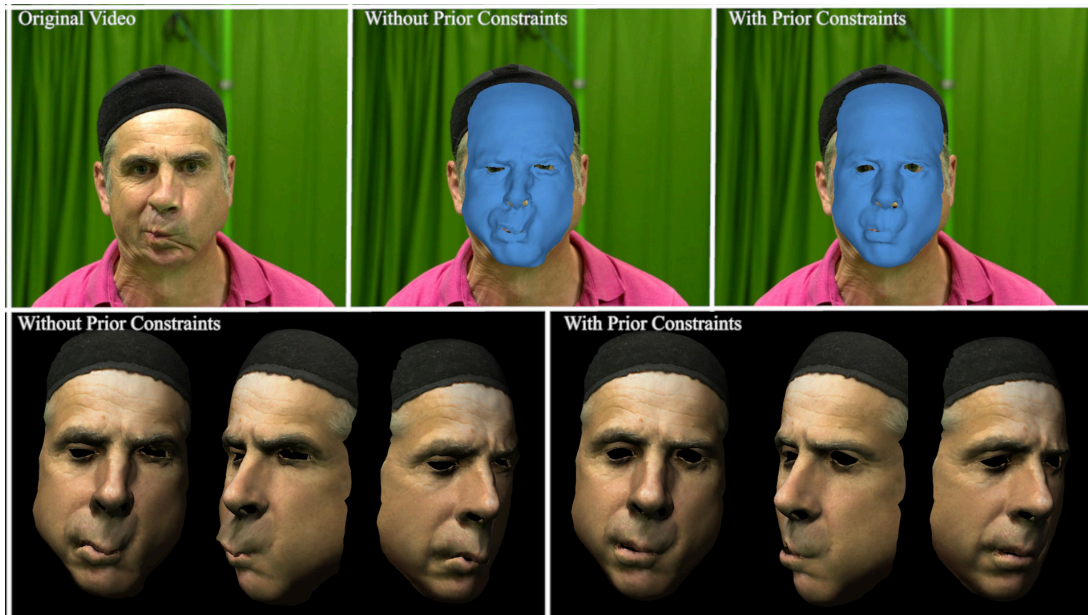 Original Video
Without Prior Constraints
With Prior Constraints
Without Prior Constraints
With Prior Constraints